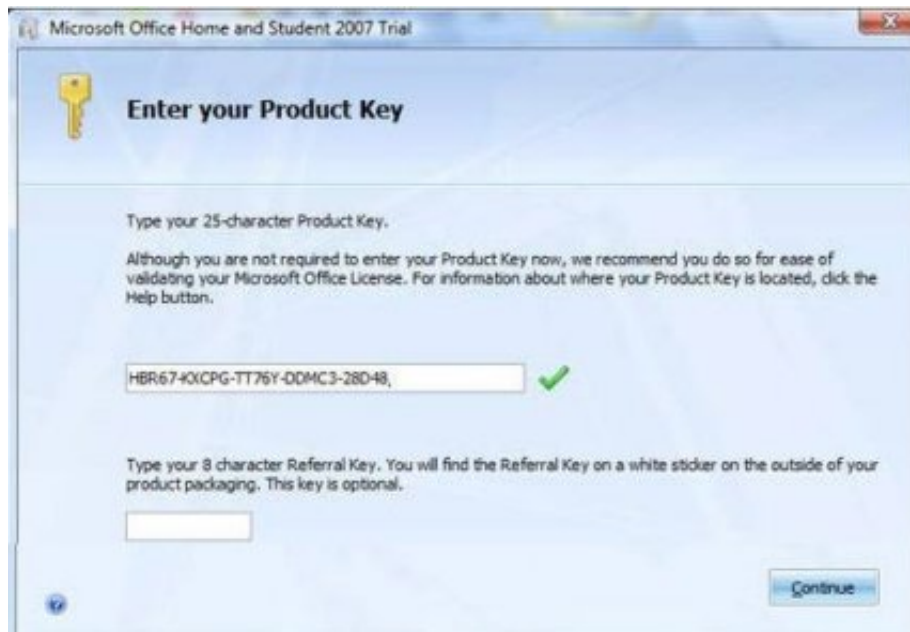 Microsoft Office Home and Student 2007 Trial
Enter your Product Key
Type your 25-character Product Key.
Although you are not required to enter your Product Key now, we recommend you do so for ease of
validating your Microsoft Office License. For information about where your Product Key is located, click the
Help button.
HBR67-KXCPG-TT76Y-DDMC3-28D48,
Type your 8 character Referral Key. You will find the Referral Key on a white sticker on the outside of your
product packaging. This key is optional.
Continue